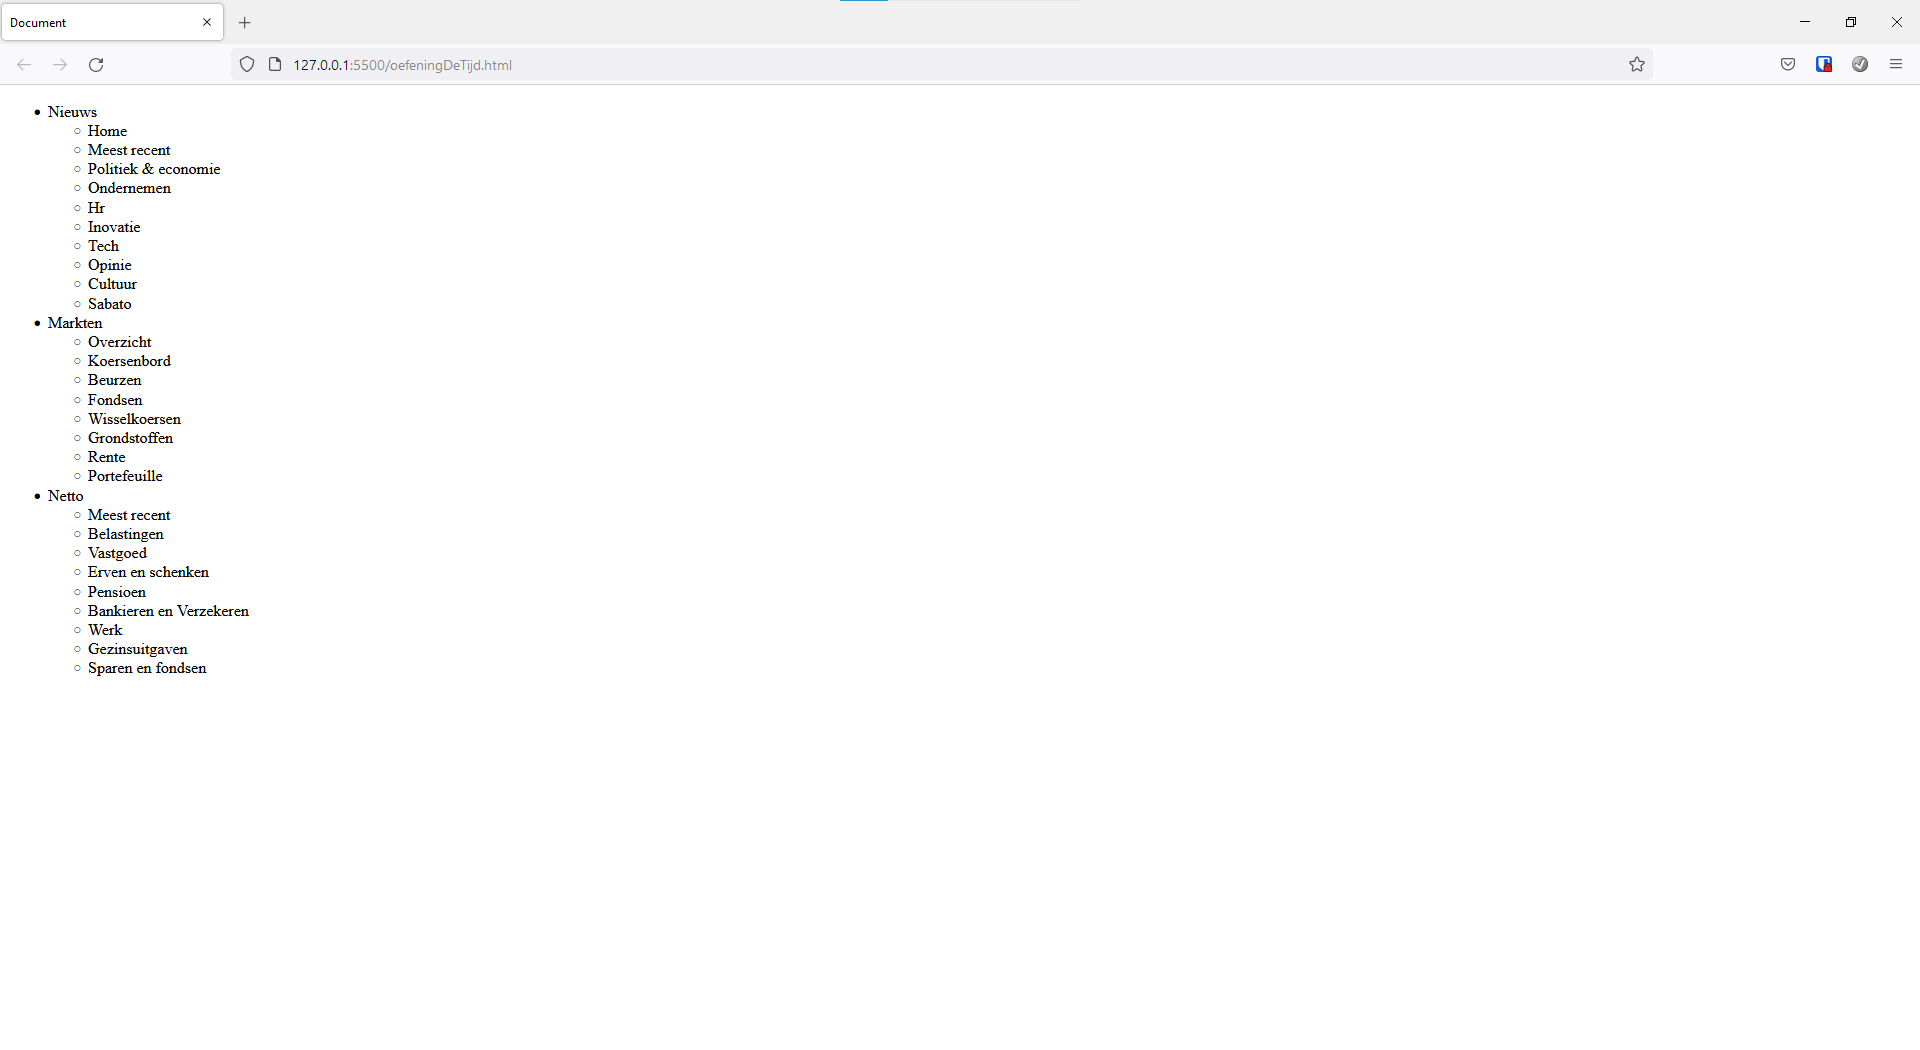 Document
127.0.0.1:5500/oefeningDeTijd.html
Nieuws
Home
Meest recent
Politiek & economie
Ondernemen
Hr
Inovatie
Tech
Opinie
Cultuur
Sabato
Markten
Overzicht
Koersenbord
Beurzen
Fondsen
Wisselkoersen
Grondstoffen
Rente
Portefeuille
Netto
Meest recent
Belastingen
Vastgoed
Erven en schenken
Pensioen
Bankieren en Verzekeren
Werk
Gezinsuitgaven
Sparen en fondsen